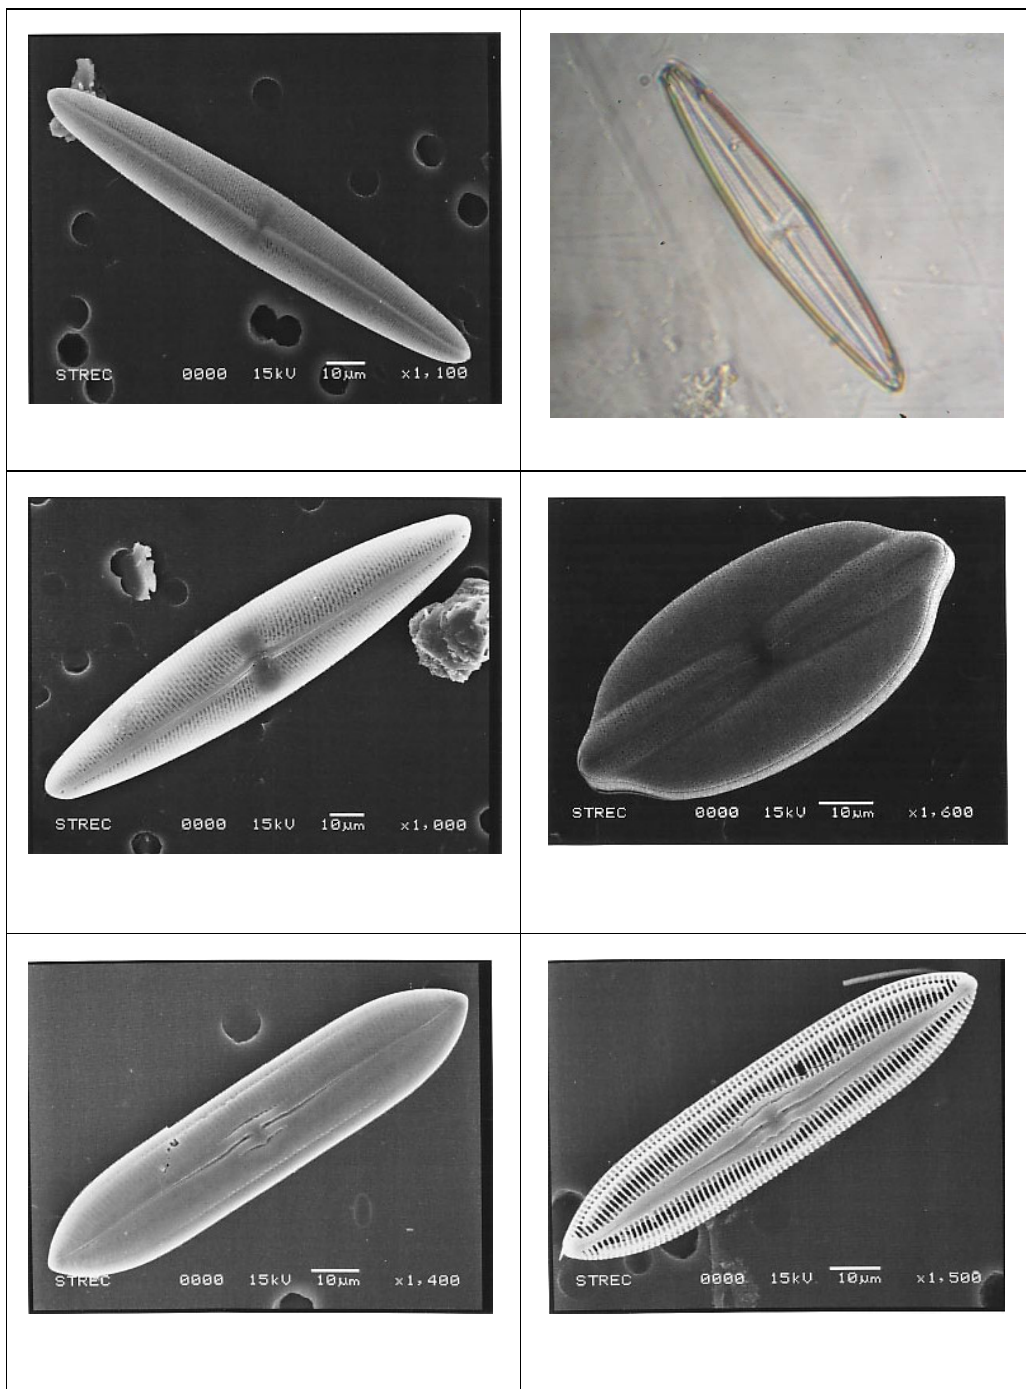 STREC 0000 15kV 10µm x1,100
STREC 0000 15kV 10µm x1,000
STREC 0000 15kV 10µm x1,600
STREC 0000 15kV 10µm x1,400
STREC 0000 15kV 10µm x1,500